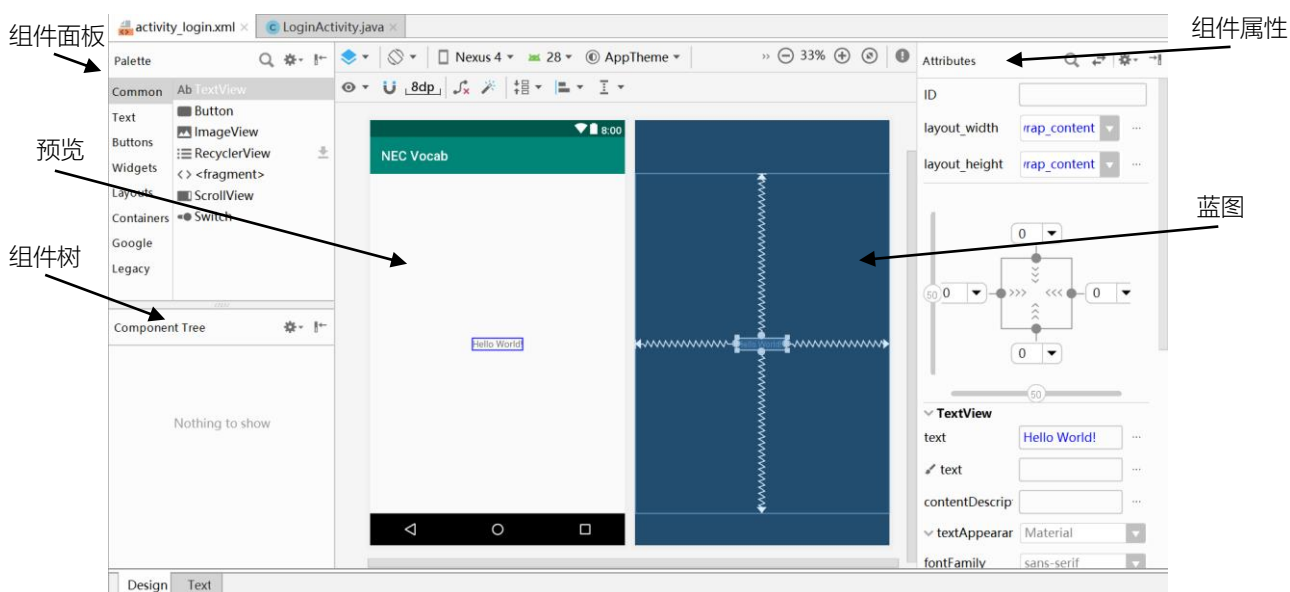 组件面板
组件属性
activity_login.xml × LoginActivity.java ×
Palette
Nexus 4 28 AppTheme » 33%
Attributes
Common
Text
Buttons
Widgets
Layouts
Containers
Google
Legacy
Ab TextView
Button
ImageView
RecyclerView
<> <fragment>
ScrollView
Switch
8dp
预览
组件树
蓝图
8:00
NEC Vocab
Hello World!
Hello World!
Component Tree
Nothing to show
ID
layout_width wrap_content ...
layout_height wrap_content ...
0
50 0 >>> <<< 0
0
50
TextView
text Hello World! ...
text ...
contentDescrip ...
textAppearar Material
fontFamily sans-serif
Design Text